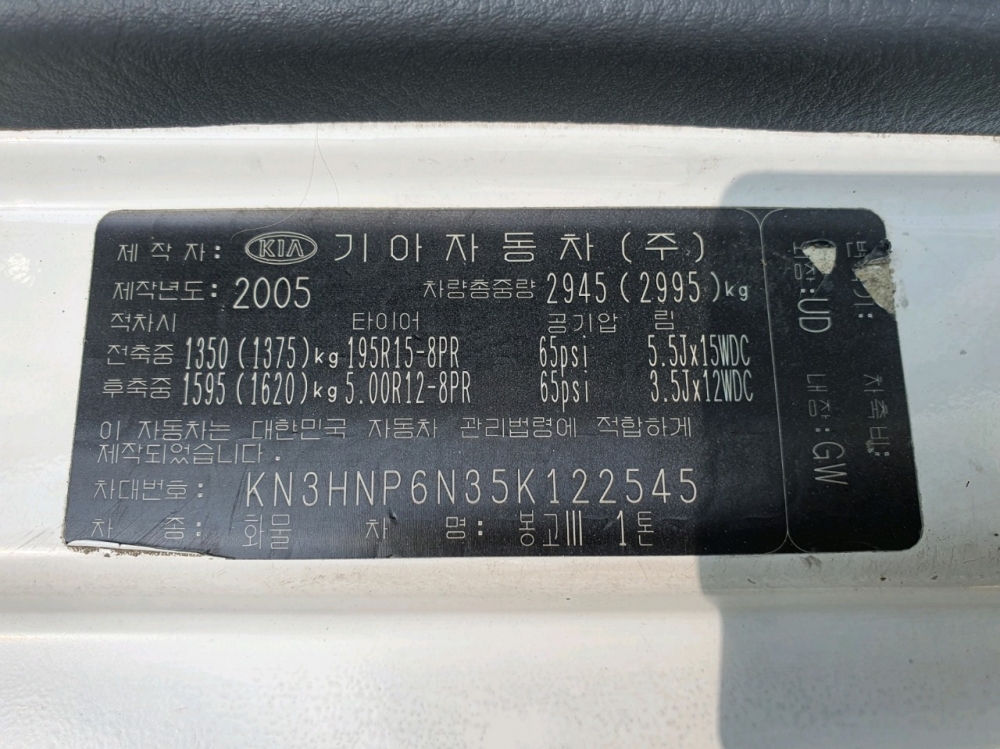 제작자: KIA 기아자동차(주)
제작년도: 2005 차량총중량 2945(2995)kg
적차시 타이어 공기압 림
전축중 1350(1375)kg 195R15-8PR 65psi 5.5Jx15WDC
후축중 1595(1620)kg 5.00R12-8PR 65psi 3.5Jx12WDC
이 자동차는 대한민국 자동차 관리법령에 적합하게
제작되었습니다.
차대번호: KN3HNP6N35K122545
차 종: 화물 차 명: 봉고III 1톤
종축비:
:UD 내장:GW